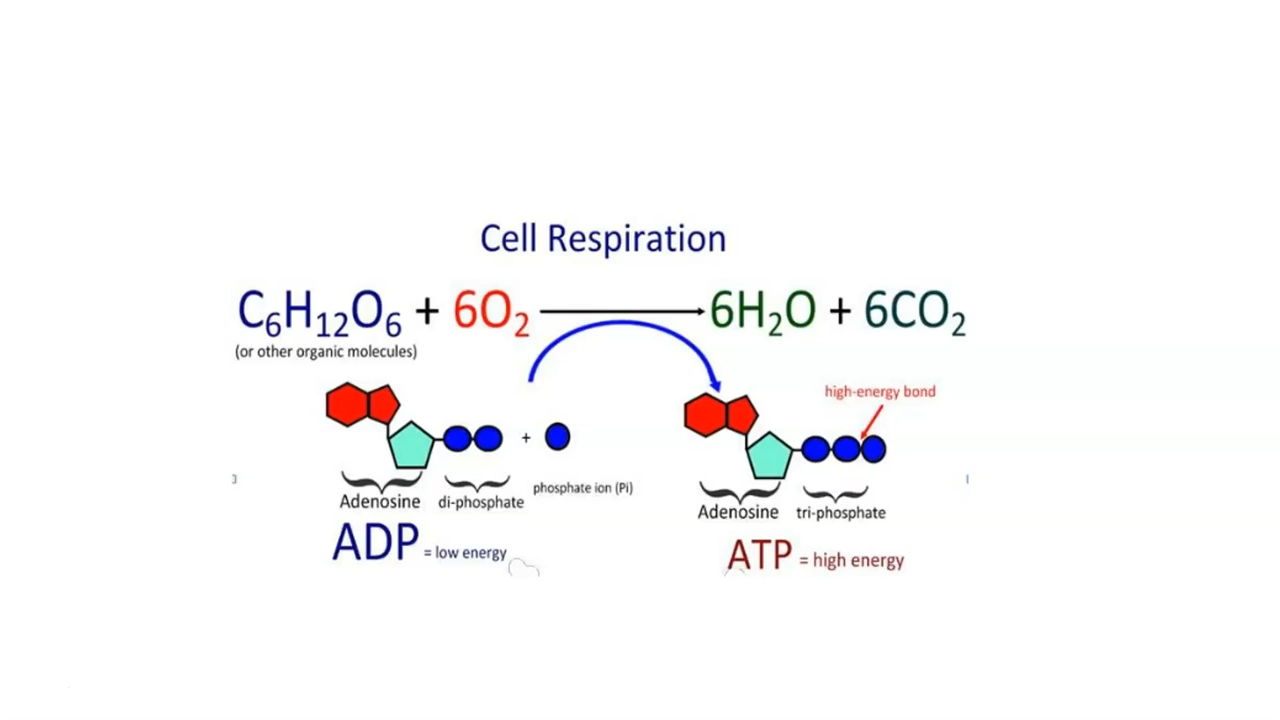 Cell Respiration
C₆H₁₂O₆ + 6O₂ → 6H₂O + 6CO₂
(or other organic molecules)
high-energy bond
+
phosphate ion (Pi)
Adenosine di-phosphate
Adenosine tri-phosphate
ADP = low energy
ATP = high energy